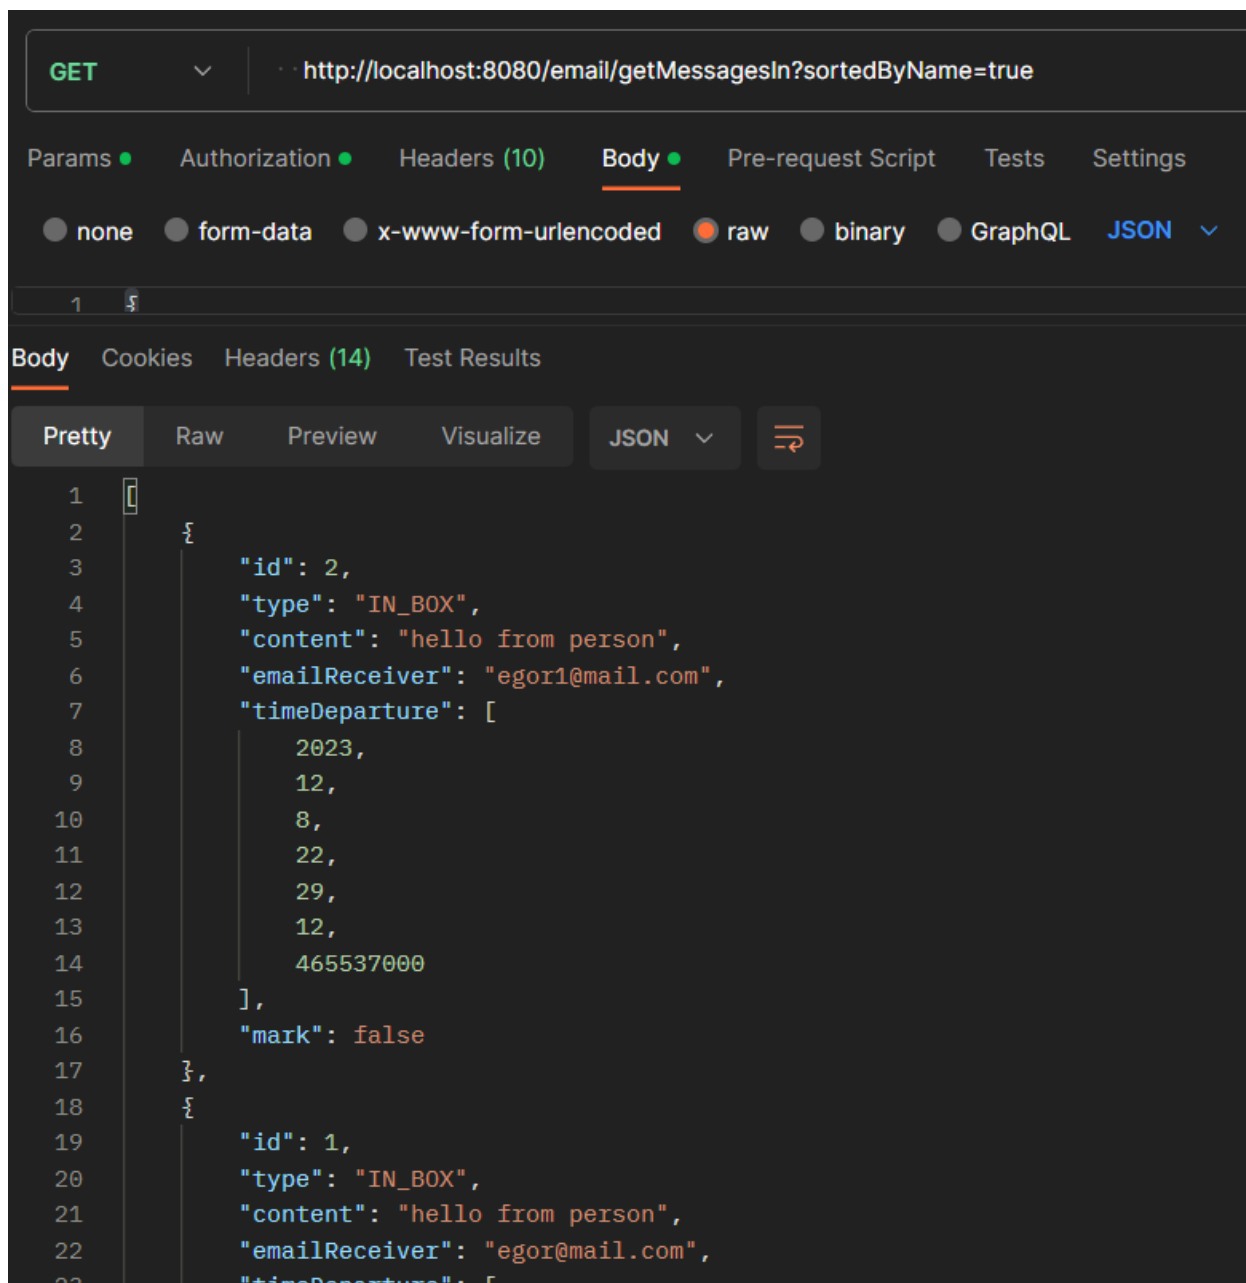 GET http://localhost:8080/email/getMessagesIn?sortedByName=true
Params Authorization Headers (10) Body Pre-request Script Tests Settings
none form-data x-www-form-urlencoded raw binary GraphQL JSON
1 {
Body Cookies Headers (14) Test Results
Pretty Raw Preview Visualize JSON
1 [
2 {
3 "id": 2,
4 "type": "IN_BOX",
5 "content": "hello from person",
6 "emailReceiver": "egor1@mail.com",
7 "timeDeparture": [
8 2023,
9 12,
10 8,
11 22,
12 29,
13 12,
14 465537000
15 ],
16 "mark": false
17 },
18 {
19 "id": 1,
20 "type": "IN_BOX",
21 "content": "hello from person",
22 "emailReceiver": "egor@mail.com",
23 "timeDeparture": [